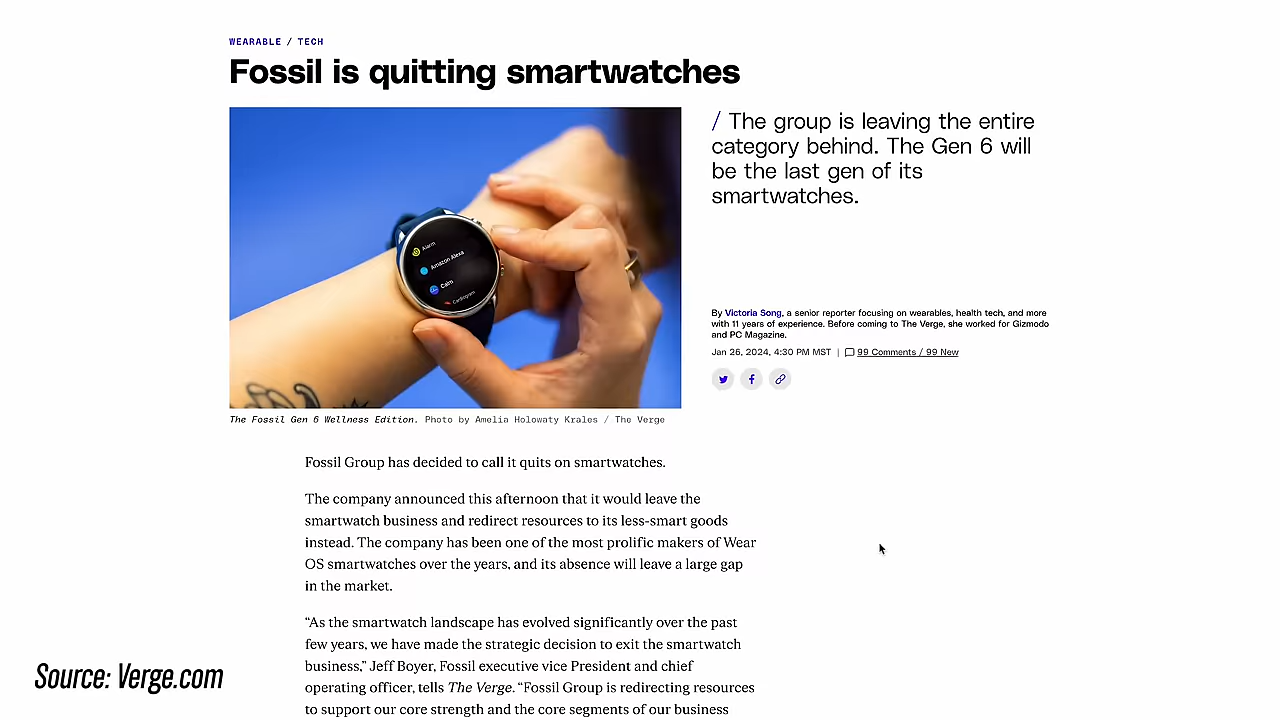 WEARABLE / TECH
Fossil is quitting smartwatches
/ The group is leaving the entire
category behind. The Gen 6 will
be the last gen of its
smartwatches.
Alarm
Amazon Alexa
Calm
Cardiogram
By Victoria Song, a senior reporter focusing on wearables, health tech, and more
with 11 years of experience. Before coming to The Verge, she worked for Gizmodo
and PC Magazine.
Jan 26, 2024, 4:30 PM MST | 99 Comments / 99 New
The Fossil Gen 6 Wellness Edition. Photo by Amelia Holowaty Krales / The Verge
Fossil Group has decided to call it quits on smartwatches.
The company announced this afternoon that it would leave the
smartwatch business and redirect resources to its less-smart goods
instead. The company has been one of the most prolific makers of Wear
OS smartwatches over the years, and its absence will leave a large gap
in the market.
“As the smartwatch landscape has evolved significantly over the past
few years, we have made the strategic decision to exit the smartwatch
business,” Jeff Boyer, Fossil executive vice President and chief
operating officer, tells The Verge. “Fossil Group is redirecting resources
to support our core strength and the core segments of our business
Source: Verge.com